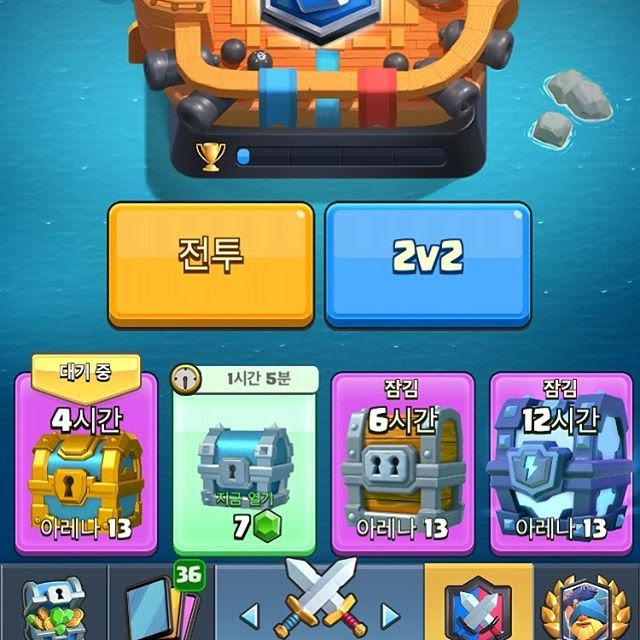 전투
2v2
대기 중
4시간
아레나 13
1시간 5분
지금 열기
7
잠김
6시간
아레나 13
잠김
12시간
아레나 13
36